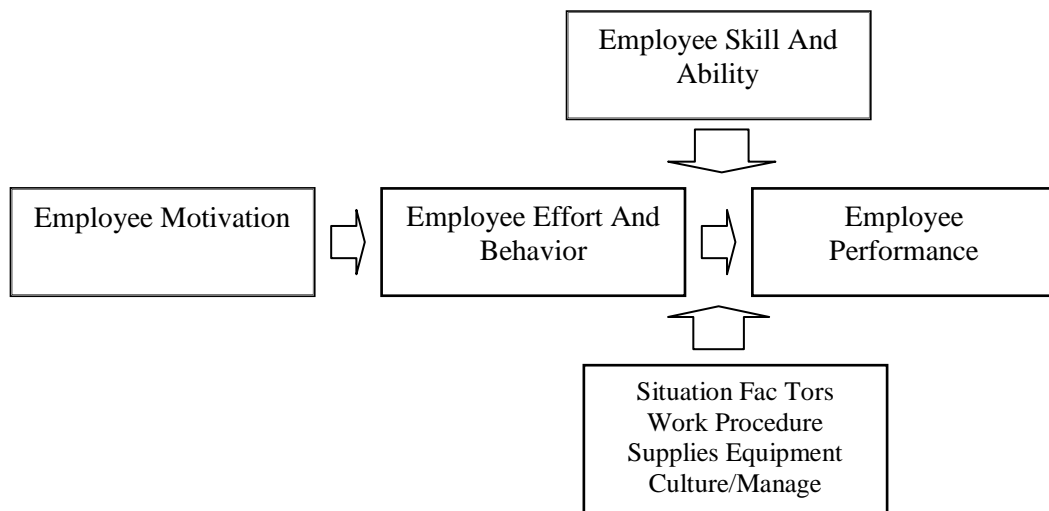 Employee Skill And
Ability
Employee Motivation
Employee Effort And
Behavior
Employee
Performance
Situation Fac Tors
Work Procedure
Supplies Equipment
Culture/Manage